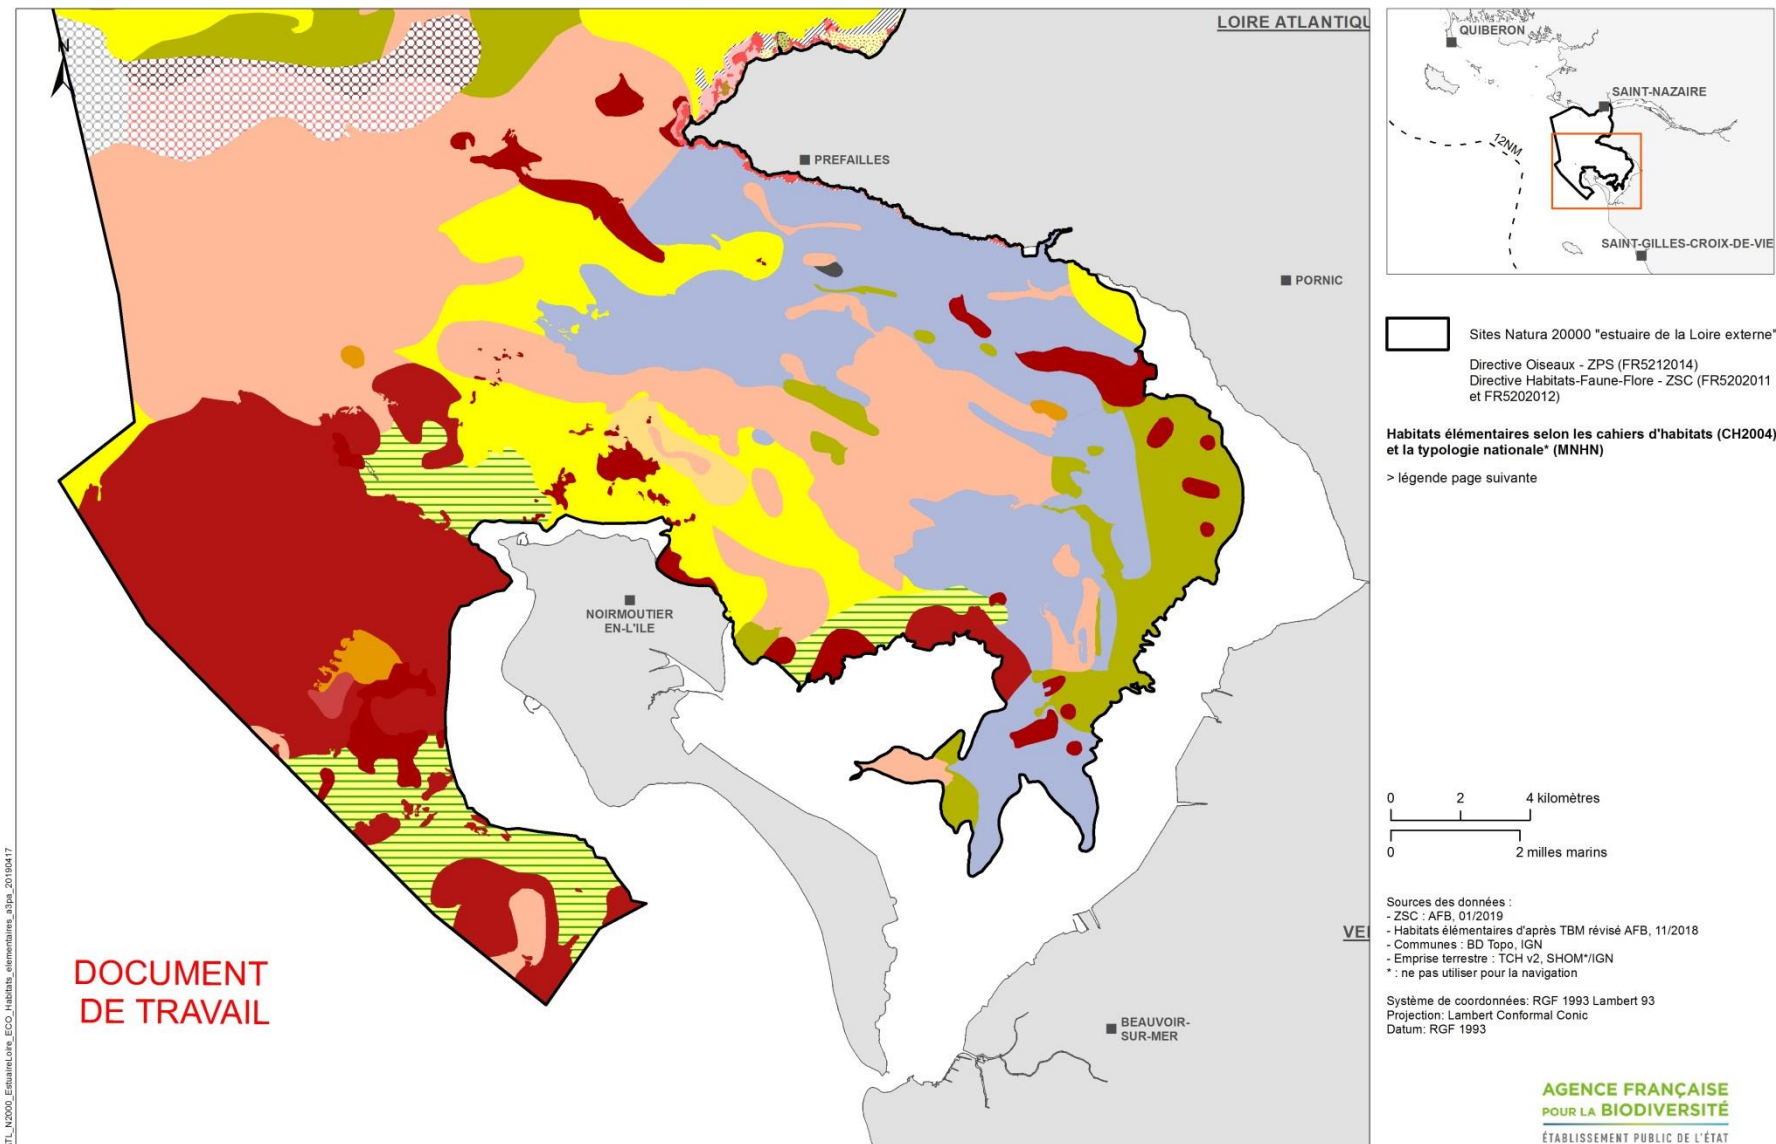 LOIRE ATLANTIQU
N
PREFAILLES
PORNIC
NOIRMOUTIER
EN-L'ILE
VEI
BEAUVOIR-
SUR-MER
DOCUMENT
DE TRAVAIL
TL_N2000_EstuaireLoire_ECO_Habitats_elementaires_a3pa_20190417
QUIBERON
SAINT-NAZAIRE
12NM
SAINT-GILLES-CROIX-DE-VIE
Sites Natura 20000 "estuaire de la Loire externe"
Directive Oiseaux - ZPS (FR5212014)
Directive Habitats-Faune-Flore - ZSC (FR5202011
et FR5202012)
Habitats élémentaires selon les cahiers d'habitats (CH2004)
et la typologie nationale* (MNHN)
> légende page suivante
0 2 4 kilomètres
0 2 milles marins
Sources des données :
- ZSC : AFB, 01/2019
- Habitats élémentaires d'après TBM révisé AFB, 11/2018
- Communes : BD Topo, IGN
- Emprise terrestre : TCH v2, SHOM*/IGN
* : ne pas utiliser pour la navigation
Système de coordonnées: RGF 1993 Lambert 93
Projection: Lambert Conformal Conic
Datum: RGF 1993
AGENCE FRANÇAISE
POUR LA BIODIVERSITÉ
ÉTABLISSEMENT PUBLIC DE L'ÉTAT